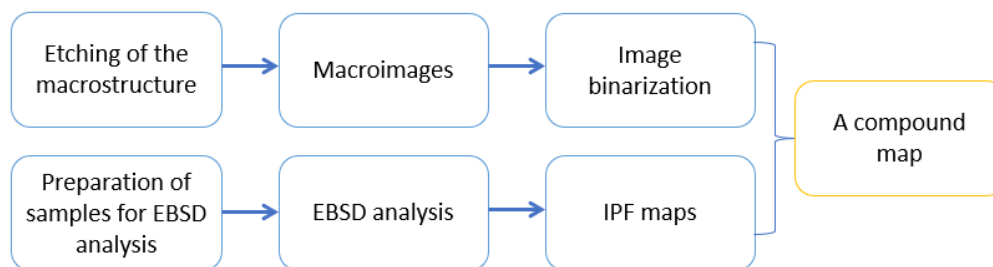 Etching of the
macrostructure
Macroimages
Image
binarization
A compound
map
Preparation of
samples for EBSD
analysis
EBSD analysis
IPF maps